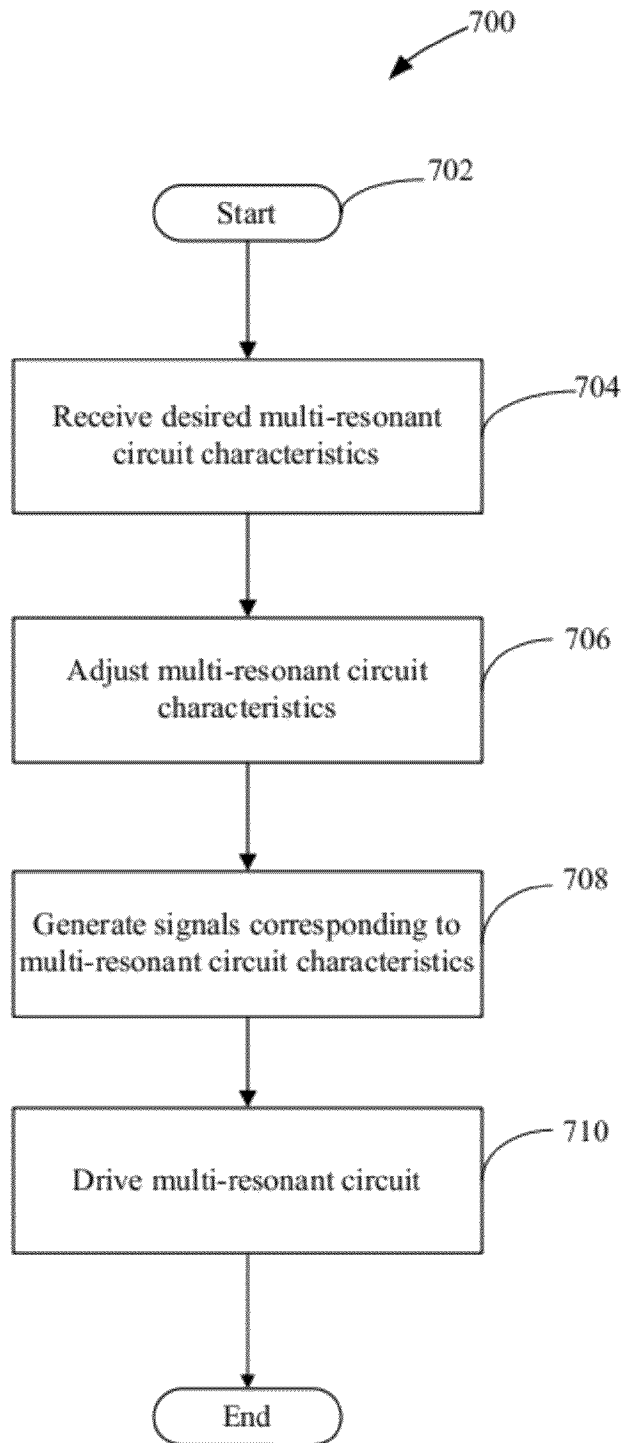 700
702
Start
704
Receive desired multi-resonant
circuit characteristics
706
Adjust multi-resonant circuit
characteristics
708
Generate signals corresponding to
multi-resonant circuit characteristics
710
Drive multi-resonant circuit
End